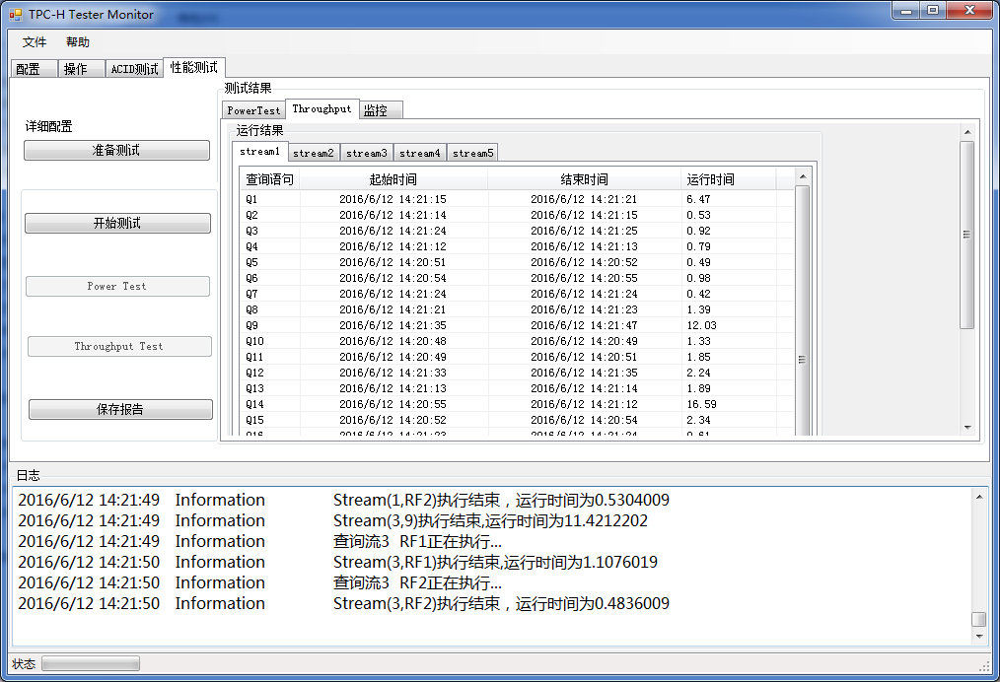 TPC-H Tester Monitor
文件 帮助
配置 操作 ACID测试 性能测试
测试结果
PowerTest Throughput 监控
详细配置
准备测试
开始测试
Power Test
Throughput Test
保存报告
运行结果
stream1 stream2 stream3 stream4 stream5
查询语句 起始时间 结束时间 运行时间
Q1 2016/6/12 14:21:15 2016/6/12 14:21:21 6.47
Q2 2016/6/12 14:21:14 2016/6/12 14:21:15 0.53
Q3 2016/6/12 14:21:24 2016/6/12 14:21:25 0.92
Q4 2016/6/12 14:21:12 2016/6/12 14:21:13 0.79
Q5 2016/6/12 14:20:51 2016/6/12 14:20:52 0.49
Q6 2016/6/12 14:20:54 2016/6/12 14:20:55 0.98
Q7 2016/6/12 14:21:24 2016/6/12 14:21:24 0.42
Q8 2016/6/12 14:21:21 2016/6/12 14:21:23 1.39
Q9 2016/6/12 14:21:35 2016/6/12 14:21:47 12.03
Q10 2016/6/12 14:20:48 2016/6/12 14:20:49 1.33
Q11 2016/6/12 14:20:49 2016/6/12 14:20:51 1.85
Q12 2016/6/12 14:21:33 2016/6/12 14:21:35 2.24
Q13 2016/6/12 14:21:13 2016/6/12 14:21:14 1.89
Q14 2016/6/12 14:20:55 2016/6/12 14:21:12 16.59
Q15 2016/6/12 14:20:52 2016/6/12 14:20:54 2.34
Q16 2016/6/12 14:21:23 2016/6/12 14:21:24 0.61
日志
2016/6/12 14:21:49 Information Stream(1,RF2)执行结束，运行时间为0.5304009
2016/6/12 14:21:49 Information Stream(3,9)执行结束,运行时间为11.4212202
2016/6/12 14:21:49 Information 查询流3 RF1正在执行...
2016/6/12 14:21:50 Information Stream(3,RF1)执行结束,运行时间为1.1076019
2016/6/12 14:21:50 Information 查询流3 RF2正在执行...
2016/6/12 14:21:50 Information Stream(3,RF2)执行结束，运行时间为0.4836009
状态